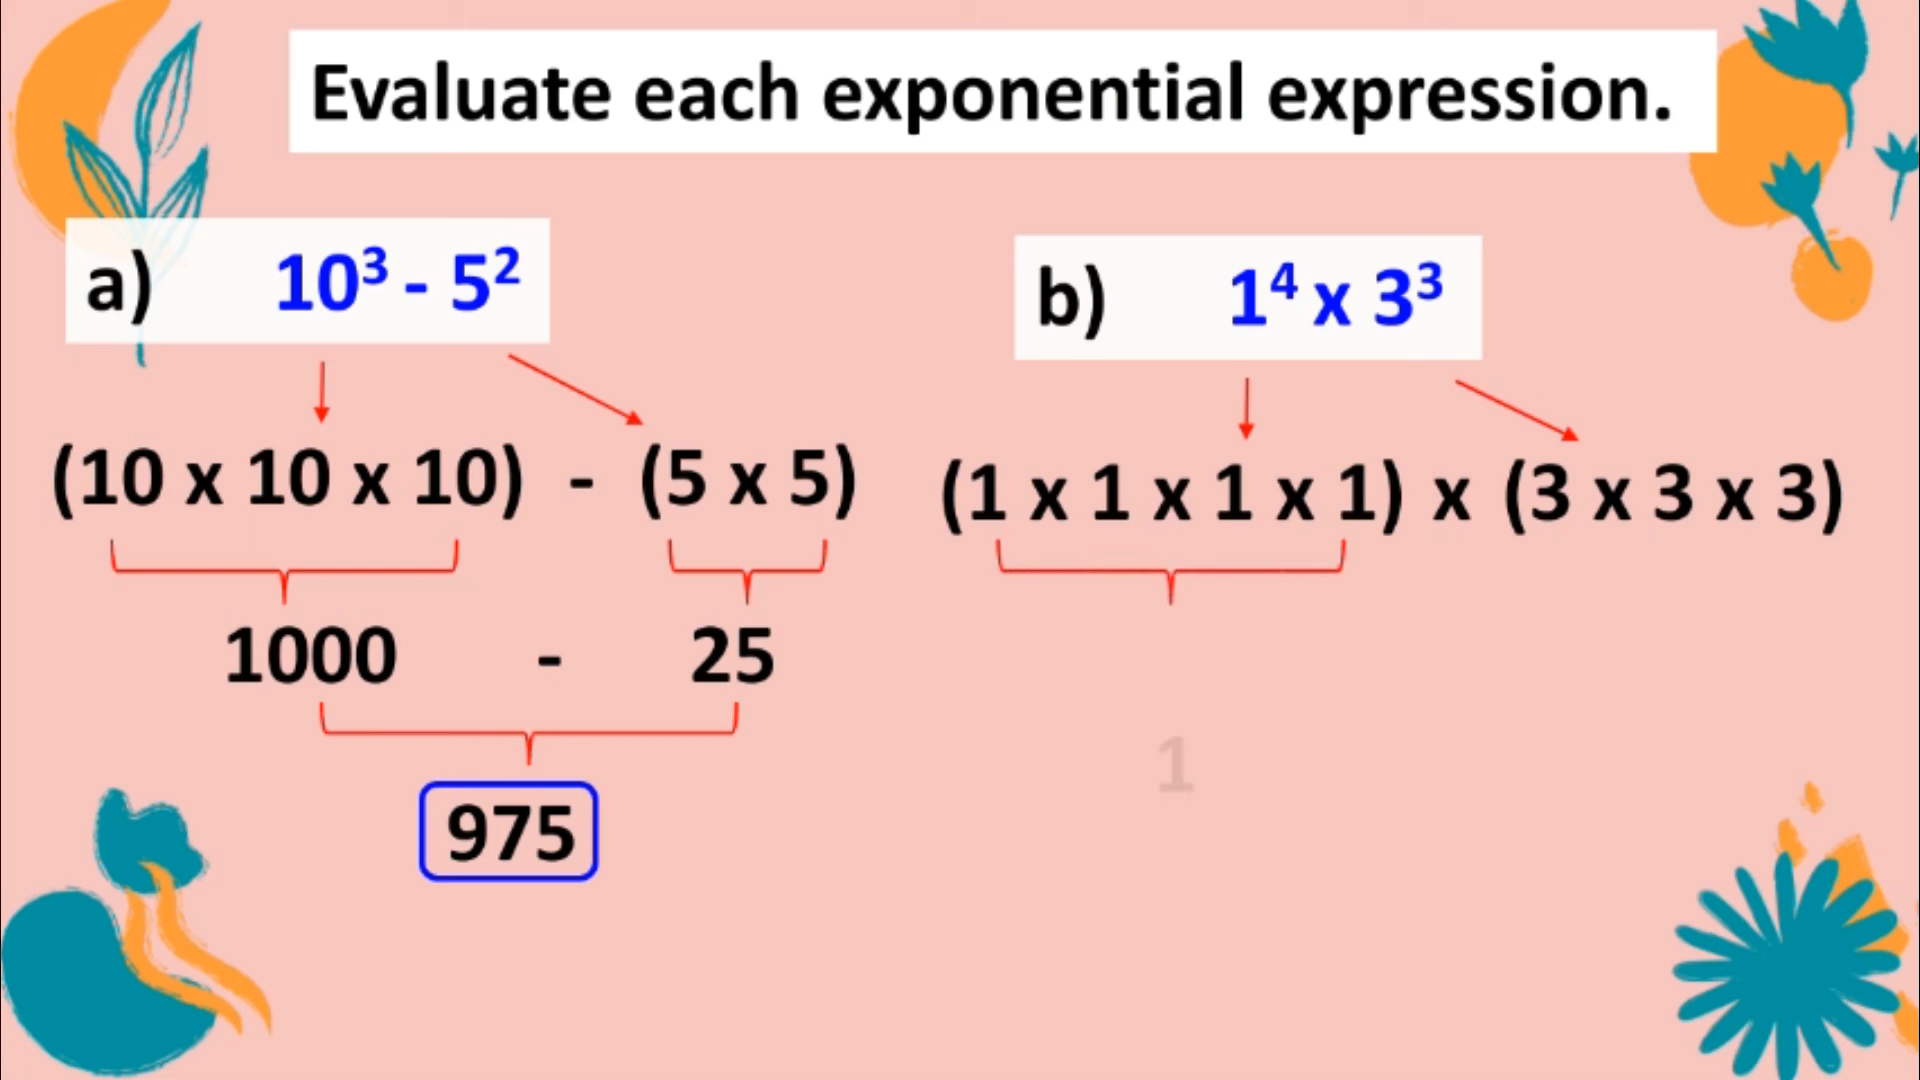 Evaluate each exponential expression.
a) 10³ - 5²
(10 x 10 x 10) - (5 x 5)
1000 - 25
975
b) 1⁴ x 3³
(1 x 1 x 1 x 1) x (3 x 3 x 3)
1